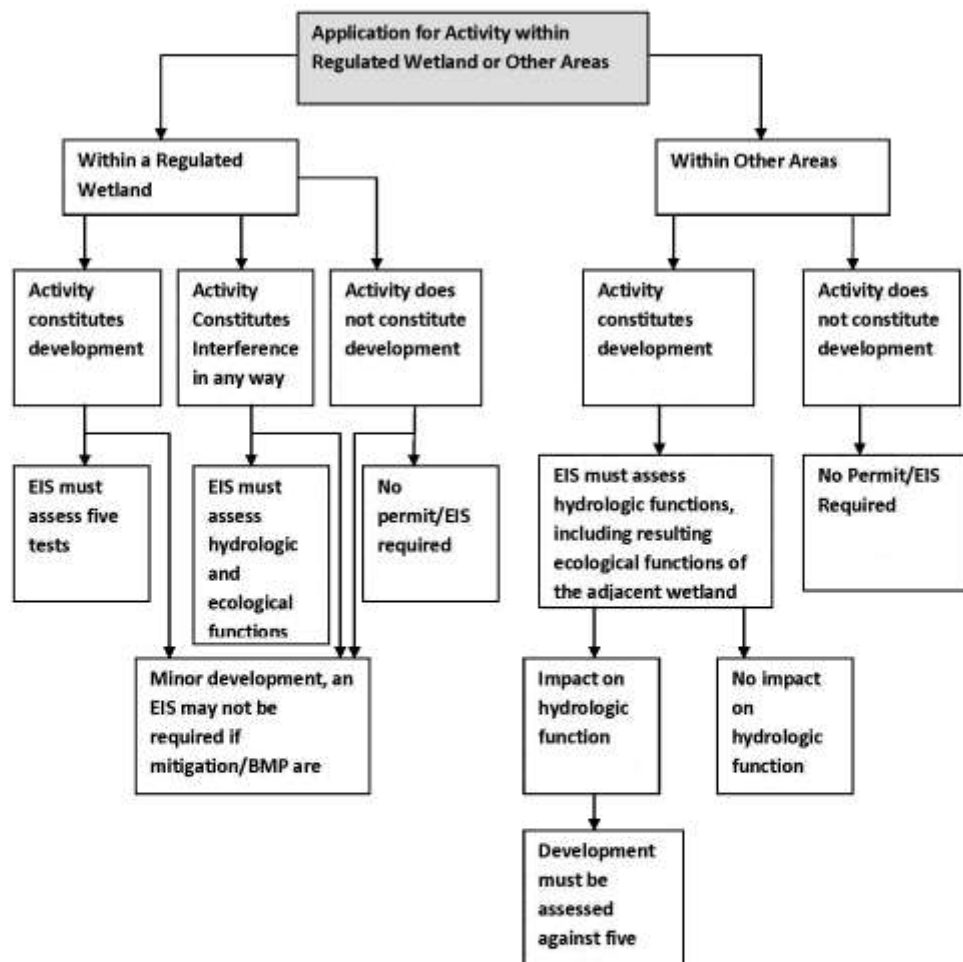 Application for Activity within
Regulated Wetland or Other Areas
Within a Regulated
Wetland
Within Other Areas
Activity
constitutes
development
Activity
Constitutes
Interference
in any way
Activity does
not constitute
development
Activity
constitutes
development
Activity does
not constitute
development
EIS must
assess five
tests
EIS must
assess
hydrologic
and
ecological
functions
No
permit/EIS
required
EIS must assess
hydrologic functions,
including resulting
ecological functions of
the adjacent wetland
No Permit/EIS
Required
Minor development, an
EIS may not be
required if
mitigation/BMP are
Impact on
hydrologic
function
No impact
on
hydrologic
function
Development
must be
assessed
against five